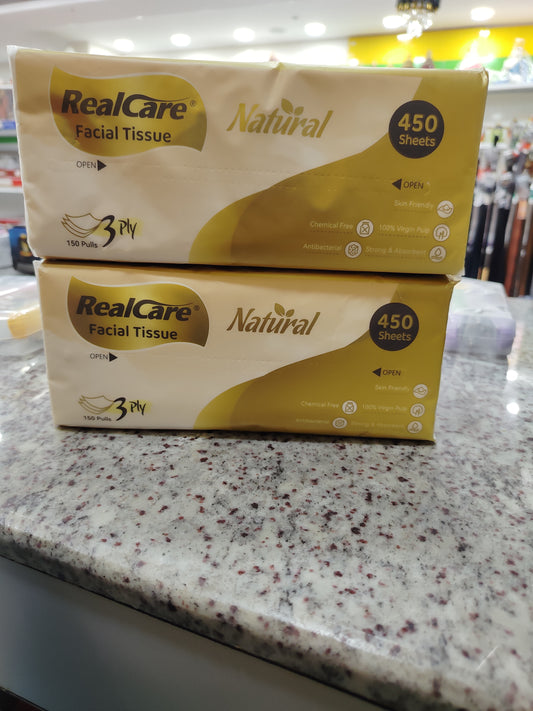 RealCare®
Facial Tissue
Natural
450
Sheets
OPEN
OPEN
Skin Friendly
Chemical Free
100% Virgin Pulp
Antibacterial
Strong & Absorbent
3 Ply
150 Pulls
RealCare®
Facial Tissue
Natural
450
Sheets
OPEN
OPEN
Skin Friendly
Chemical Free
100% Virgin Pulp
Antibacterial
Strong & Absorbent
3 Ply
150 Pulls